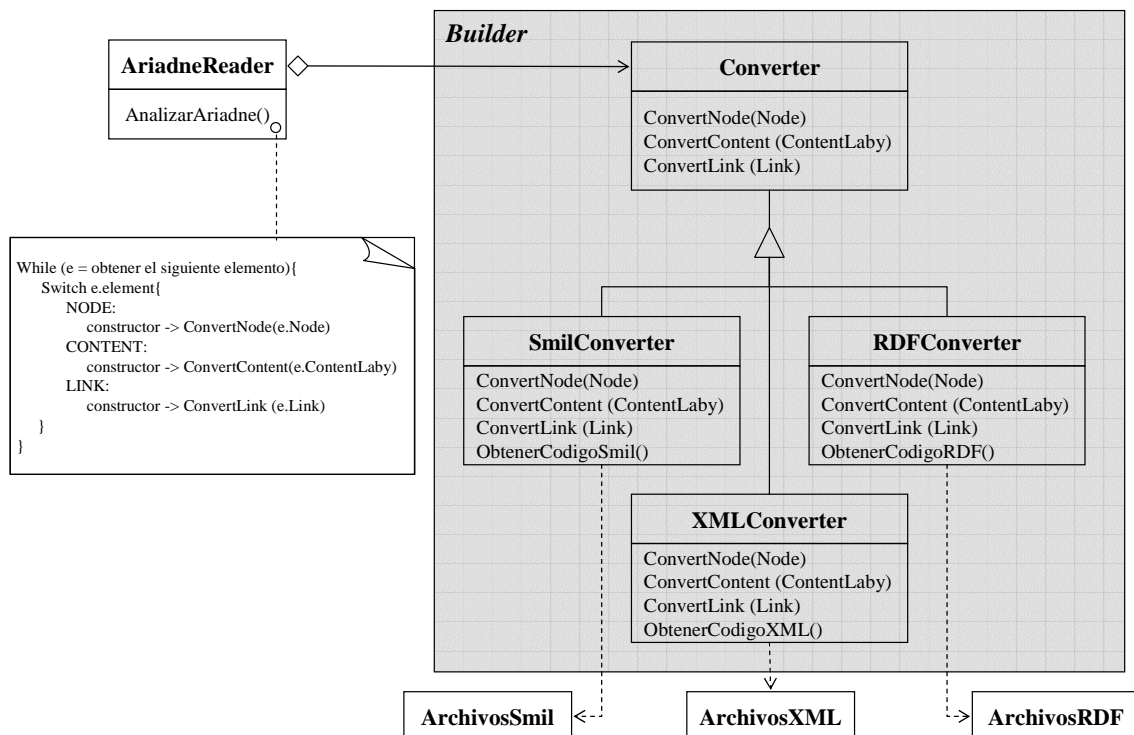 Builder
AriadneReader
AnalizarAriadne()
Converter
ConvertNode(Node)
ConvertContent (ContentLaby)
ConvertLink (Link)
While (e = obtener el siguiente elemento){
Switch e.element{
NODE:
constructor -> ConvertNode(e.Node)
CONTENT:
constructor -> ConvertContent(e.ContentLaby)
LINK:
constructor -> ConvertLink (e.Link)
}
}
SmilConverter
ConvertNode(Node)
ConvertContent (ContentLaby)
ConvertLink (Link)
ObtenerCodigoSmil()
RDFConverter
ConvertNode(Node)
ConvertContent (ContentLaby)
ConvertLink (Link)
ObtenerCodigoRDF()
XMLConverter
ConvertNode(Node)
ConvertContent (ContentLaby)
ConvertLink (Link)
ObtenerCodigoXML()
ArchivosSmil
ArchivosXML
ArchivosRDF